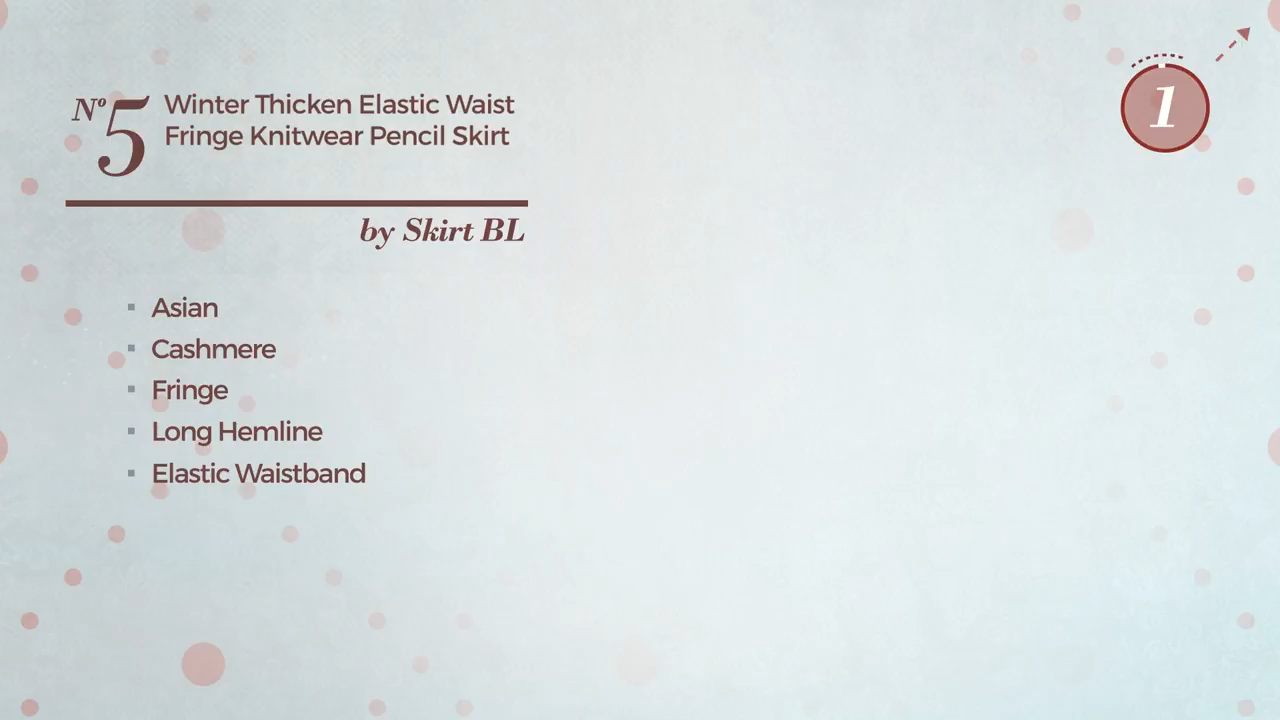 Nº5 Winter Thicken Elastic Waist
Fringe Knitwear Pencil Skirt
by Skirt BL
1
▪ Asian
▪ Cashmere
▪ Fringe
▪ Long Hemline
▪ Elastic Waistband